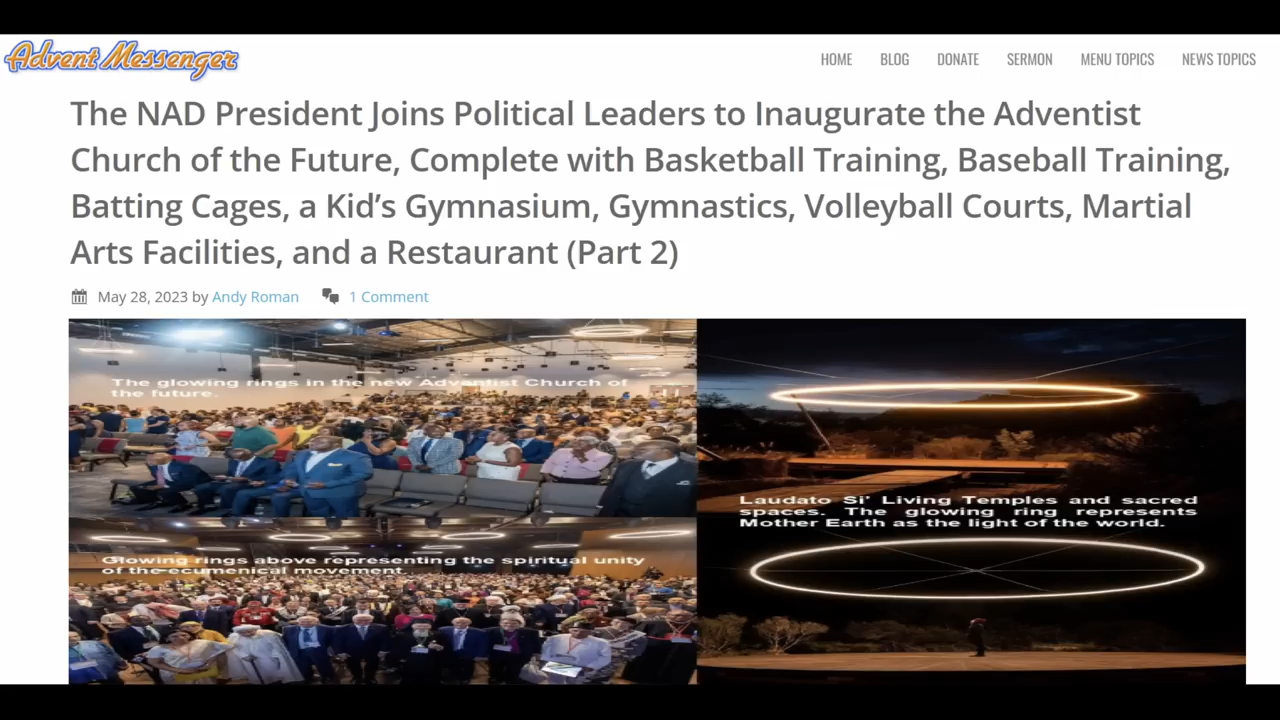 Advent Messenger
HOME BLOG DONATE SERMON MENU TOPICS NEWS TOPICS
The NAD President Joins Political Leaders to Inaugurate the Adventist
Church of the Future, Complete with Basketball Training, Baseball Training,
Batting Cages, a Kid’s Gymnasium, Gymnastics, Volleyball Courts, Martial
Arts Facilities, and a Restaurant (Part 2)
May 28, 2023 by Andy Roman 1 Comment
The glowing rings in the new Adventist Church of
the future.
Glowing rings above representing the spiritual unity
of the ecumenical movement.
Laudato Si' Living Temples and sacred
spaces. The glowing ring represents
Mother Earth as the light of the world.